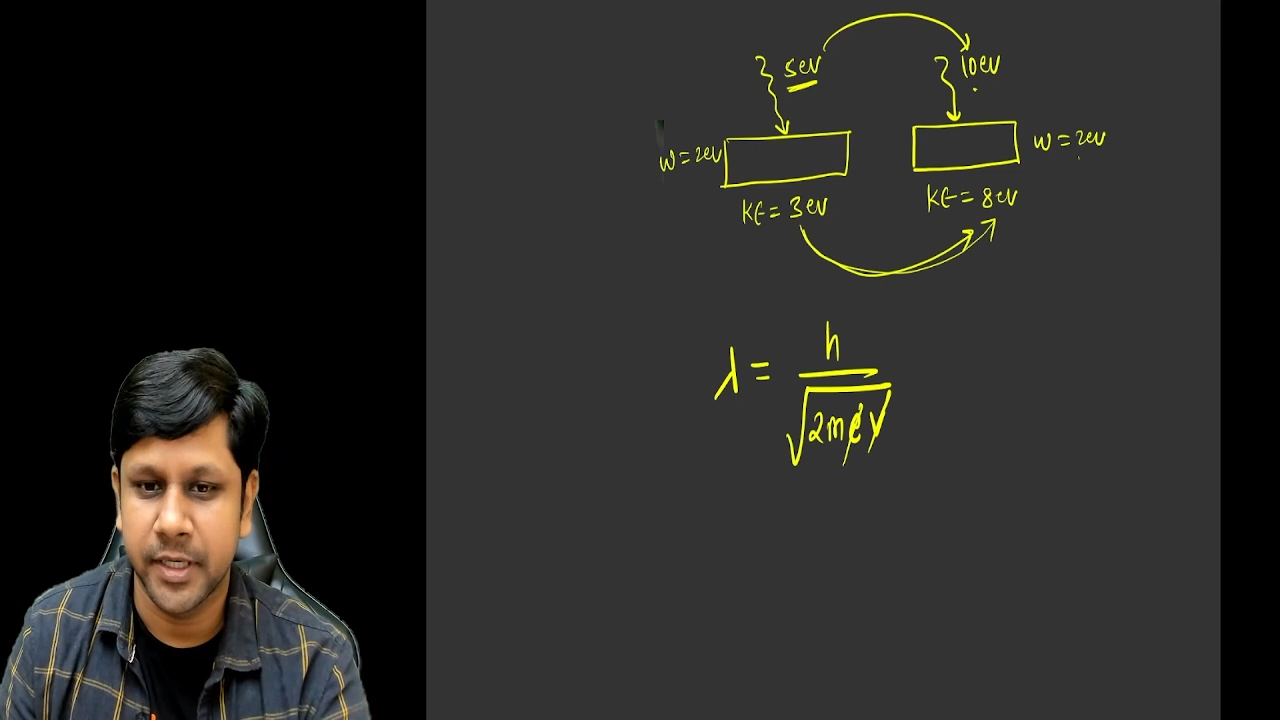 5ev 10ev
W=2ev w=2ev
KE=3ev KE=8ev
λ = h / √2meV